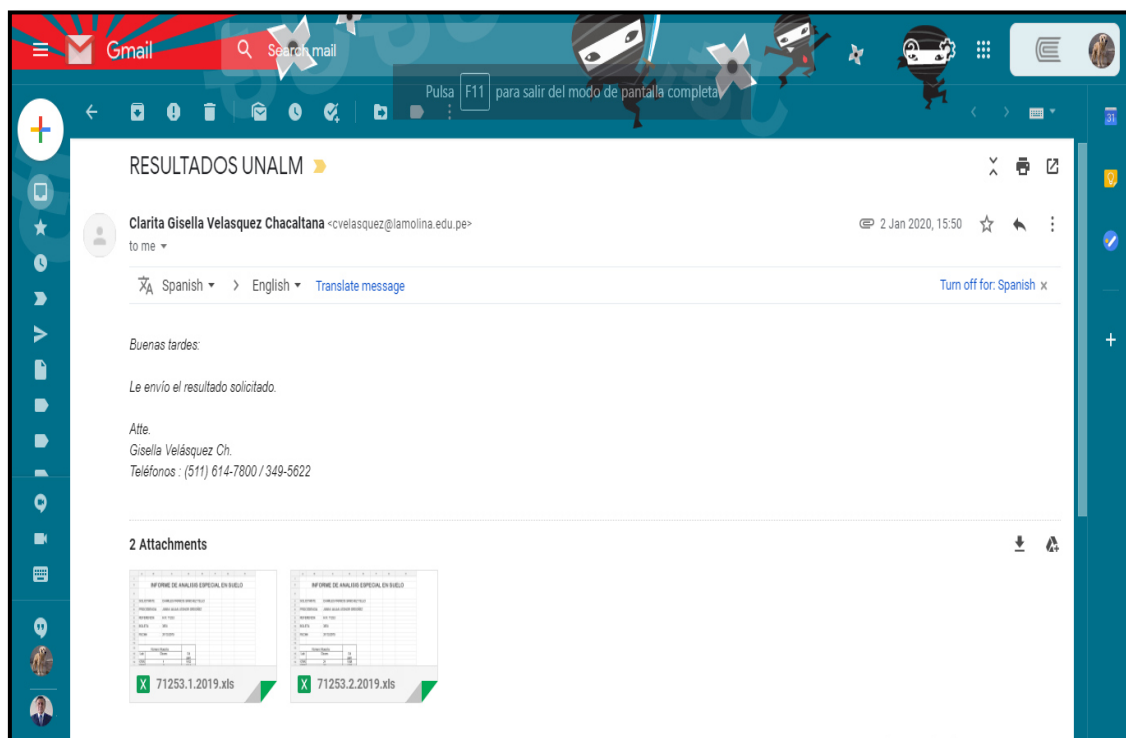 Gmail
Search mail
Pulsa F11 para salir del modo de pantalla completa
31
RESULTADOS UNALM
Clarita Gisella Velasquez Chacaltana <cvelasquez@lamolina.edu.pe>
2 Jan 2020, 15:50
to me
Spanish > English Translate message
Turn off for: Spanish x
Buenas tardes:
Le envío el resultado solicitado.
Atte.
Gisella Velásquez Ch.
Teléfonos : (511) 614-7800 / 349-5622
2 Attachments
INFORME DE ANALISIS ESPECIAL EN SUELO
INFORME DE ANALISIS ESPECIAL EN SUELO
X 71253.1.2019.xls
X 71253.2.2019.xls